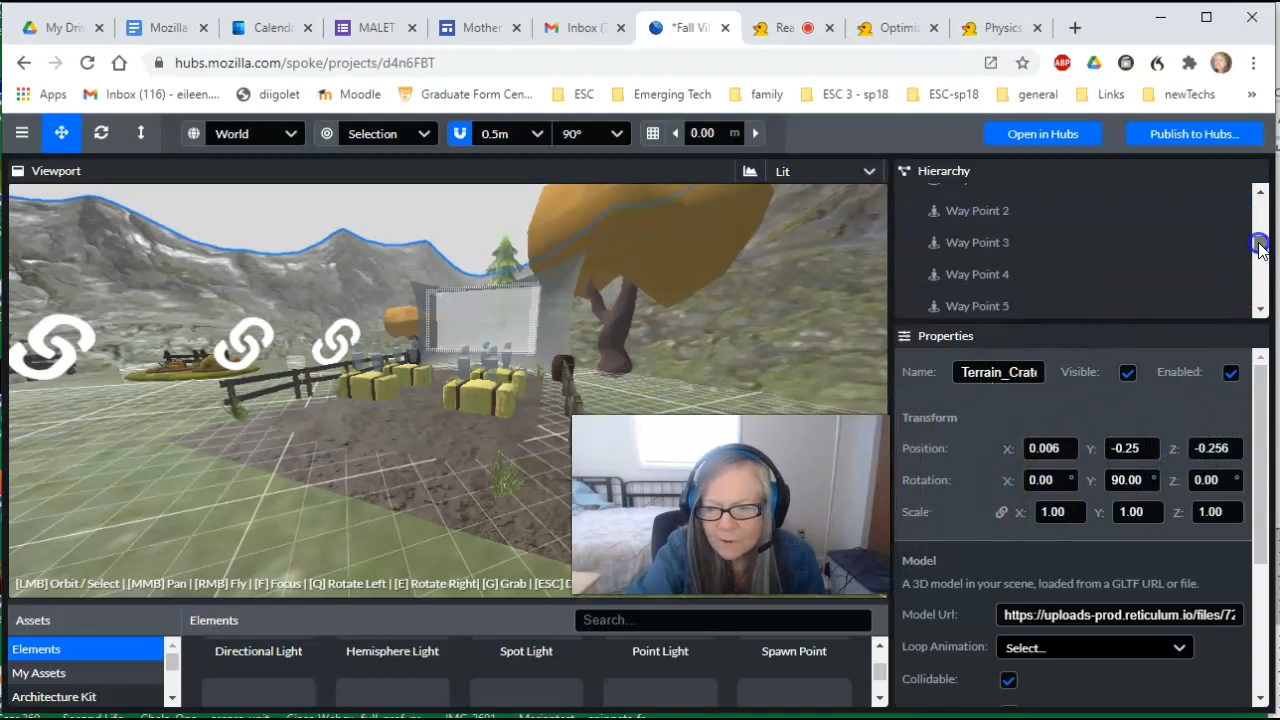 My Dri
Mozilla
Calenda
MALET
Mother
Inbox (
*Fall Vi
Rea
Optimiz
Physics
hubs.mozilla.com/spoke/projects/d4n6FBT
ABP
Apps
Inbox (116) - eileen....
diigolet
Moodle
Graduate Form Cen...
ESC
Emerging Tech
family
ESC 3 - sp18
ESC-sp18
general
Links
newTechs
»
World
Selection
0.5m
90°
0.00 m
Open in Hubs
Publish to Hubs...
Viewport
Lit
Hierarchy
Way Point 2
Way Point 3
Way Point 4
Way Point 5
Properties
Name: Terrain_Crat Visible: Enabled:
Transform
Position: X: 0.006 Y: -0.25 Z: -0.256
Rotation: X: 0.00 ° Y: 90.00 ° Z: 0.00 °
Scale: X: 1.00 Y: 1.00 Z: 1.00
Model
A 3D model in your scene, loaded from a GLTF URL or file.
Model Url: https://uploads-prod.reticulum.io/files/72
Loop Animation: Select...
Collidable:
[LMB] Orbit / Select | [MMB] Pan | [RMB] Fly | [F] Focus | [Q] Rotate Left | [E] Rotate Right| [G] Grab | [ESC] D
Assets
Elements
Search...
Elements
My Assets
Architecture Kit
Directional Light
Hemisphere Light
Spot Light
Point Light
Spawn Point